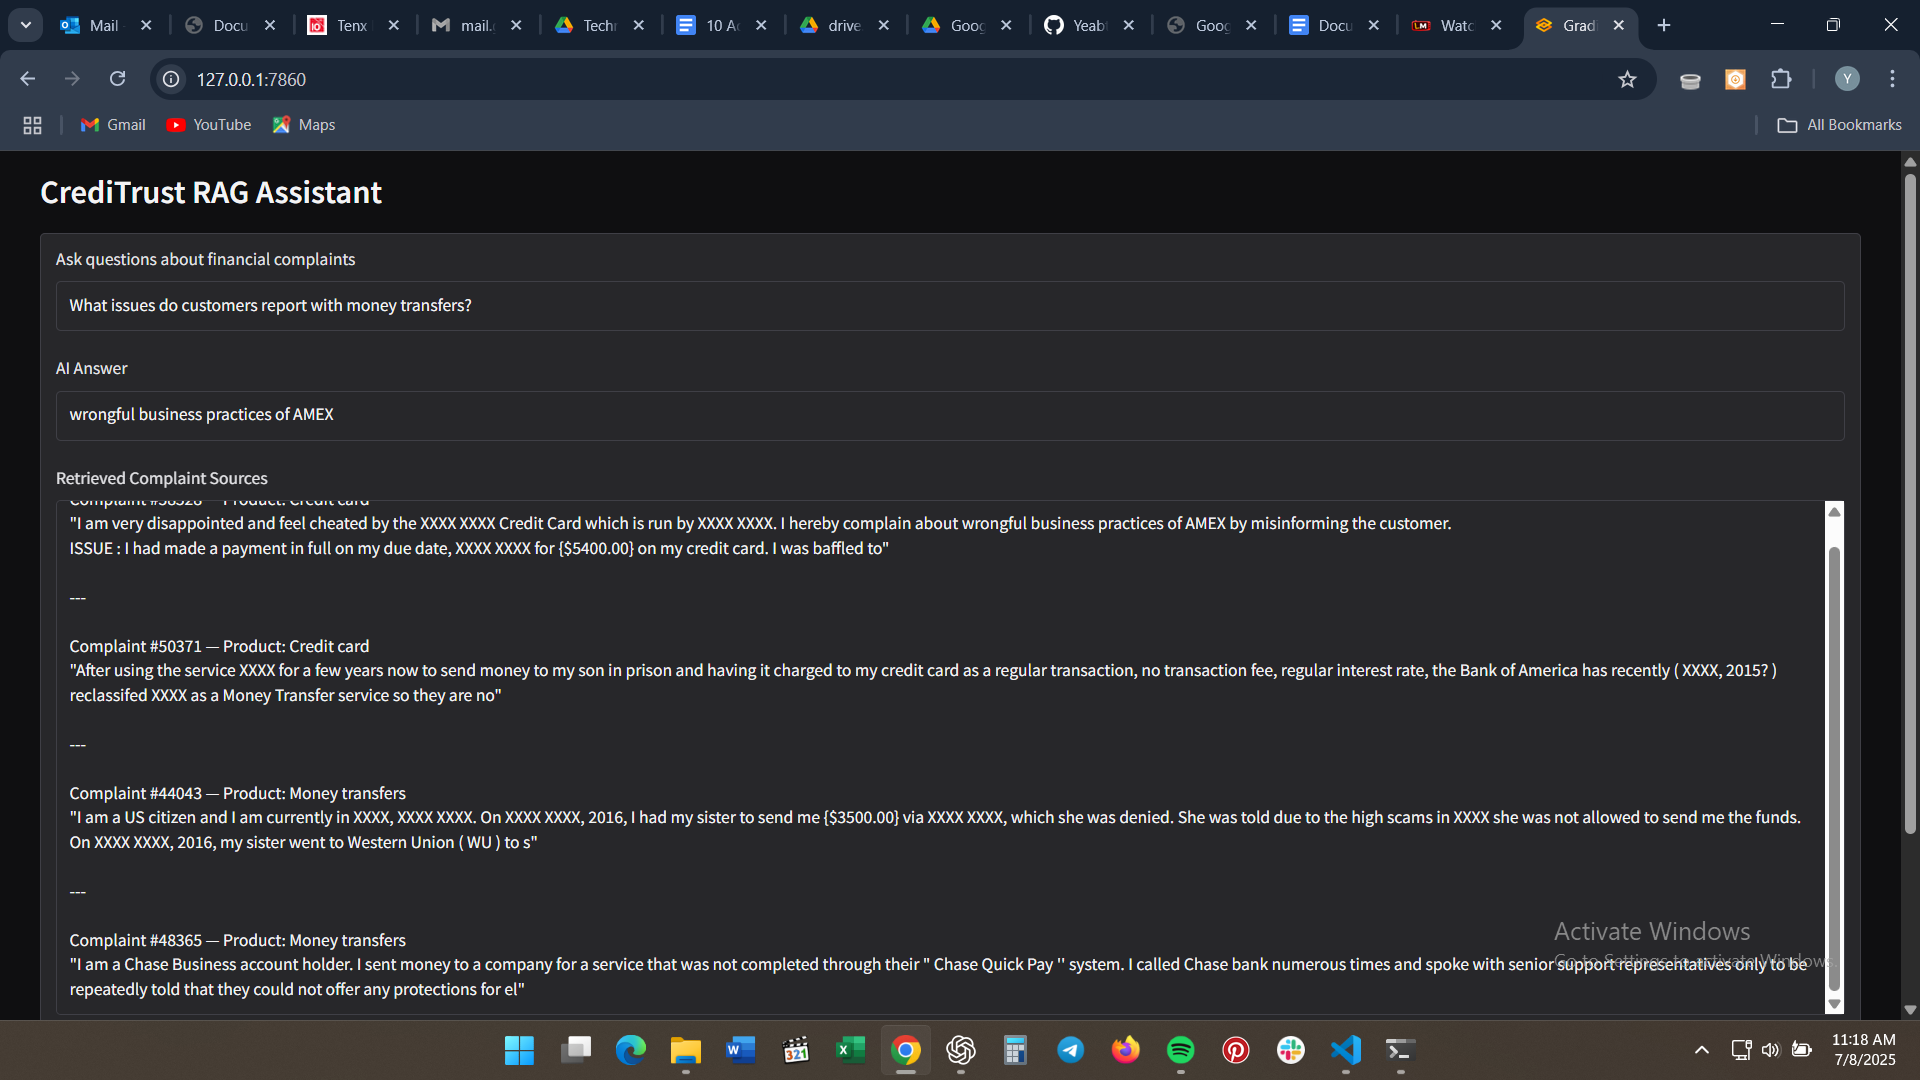 Mail
Docu
Tenx
mail.
Techr
10 Ac
drive.
Goog
Yeab
Goog
Docu
Watc
Gradi
127.0.0.1:7860
Y
Gmail
YouTube
Maps
All Bookmarks
CrediTrust RAG Assistant
Ask questions about financial complaints
What issues do customers report with money transfers?
AI Answer
wrongful business practices of AMEX
Retrieved Complaint Sources
"I am very disappointed and feel cheated by the XXXX XXXX Credit Card which is run by XXXX XXXX. I hereby complain about wrongful business practices of AMEX by misinforming the customer.
ISSUE : I had made a payment in full on my due date, XXXX XXXX for {$5400.00} on my credit card. I was baffled to"
---
Complaint #50371 — Product: Credit card
"After using the service XXXX for a few years now to send money to my son in prison and having it charged to my credit card as a regular transaction, no transaction fee, regular interest rate, the Bank of America has recently ( XXXX, 2015? )
reclassifed XXXX as a Money Transfer service so they are no"
---
Complaint #44043 — Product: Money transfers
"I am a US citizen and I am currently in XXXX, XXXX XXXX. On XXXX XXXX, 2016, I had my sister to send me {$3500.00} via XXXX XXXX, which she was denied. She was told due to the high scams in XXXX she was not allowed to send me the funds.
On XXXX XXXX, 2016, my sister went to Western Union ( WU ) to s"
---
Complaint #48365 — Product: Money transfers
"I am a Chase Business account holder. I sent money to a company for a service that was not completed through their " Chase Quick Pay '' system. I called Chase bank numerous times and spoke with senior support representatives only to be
repeatedly told that they could not offer any protections for el"
Activate Windows
Go to Settings to activate Windows.
11:18 AM
7/8/2025